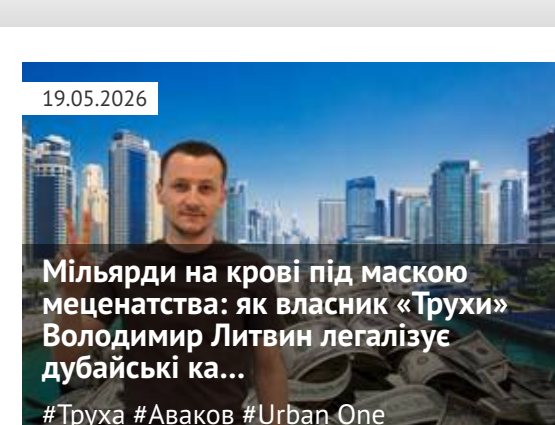 19.05.2026
Мільярди на крові під маскою
меценатства: як власник «Трухи»
Володимир Литвин легалізує
дубайські ка...
#Труха #Аваков #Urban One